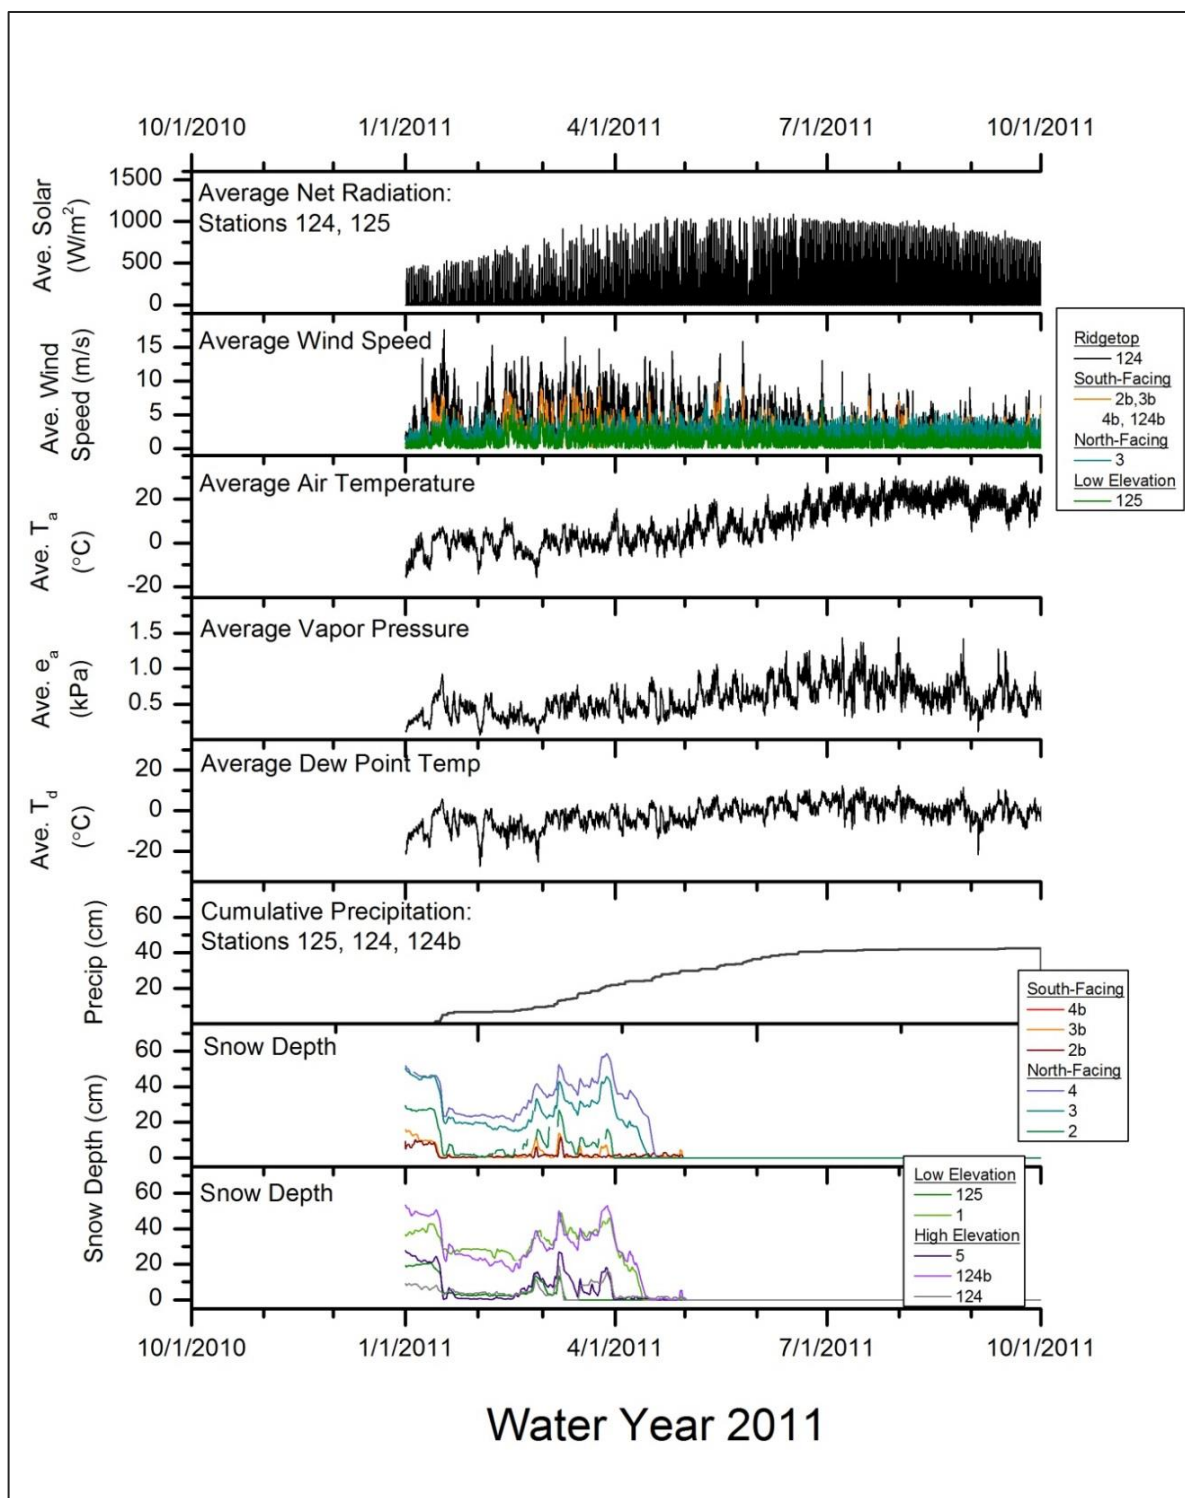 10/1/2010 1/1/2011 4/1/2011 7/1/2011 10/1/2011
Ave. Solar
(W/m²)
1500
1000
500
0
Average Net Radiation:
Stations 124, 125
Ave. Wind
Speed (m/s)
15
10
5
0
Average Wind Speed
Ridgetop
124
South-Facing
2b,3b
4b, 124b
North-Facing
3
Low Elevation
125
Ave. Ta
(°C)
20
0
-20
Average Air Temperature
Ave. ea
(kPa)
1.5
1.0
0.5
Average Vapor Pressure
Ave. Td
(°C)
20
0
-20
Average Dew Point Temp
Precip (cm)
60
40
20
Cumulative Precipitation:
Stations 125, 124, 124b
Snow Depth (cm)
60
40
20
0
Snow Depth
South-Facing
4b
3b
2b
North-Facing
4
3
2
60
40
20
0
Snow Depth
Low Elevation
125
1
High Elevation
5
124b
124
10/1/2010 1/1/2011 4/1/2011 7/1/2011 10/1/2011
Water Year 2011